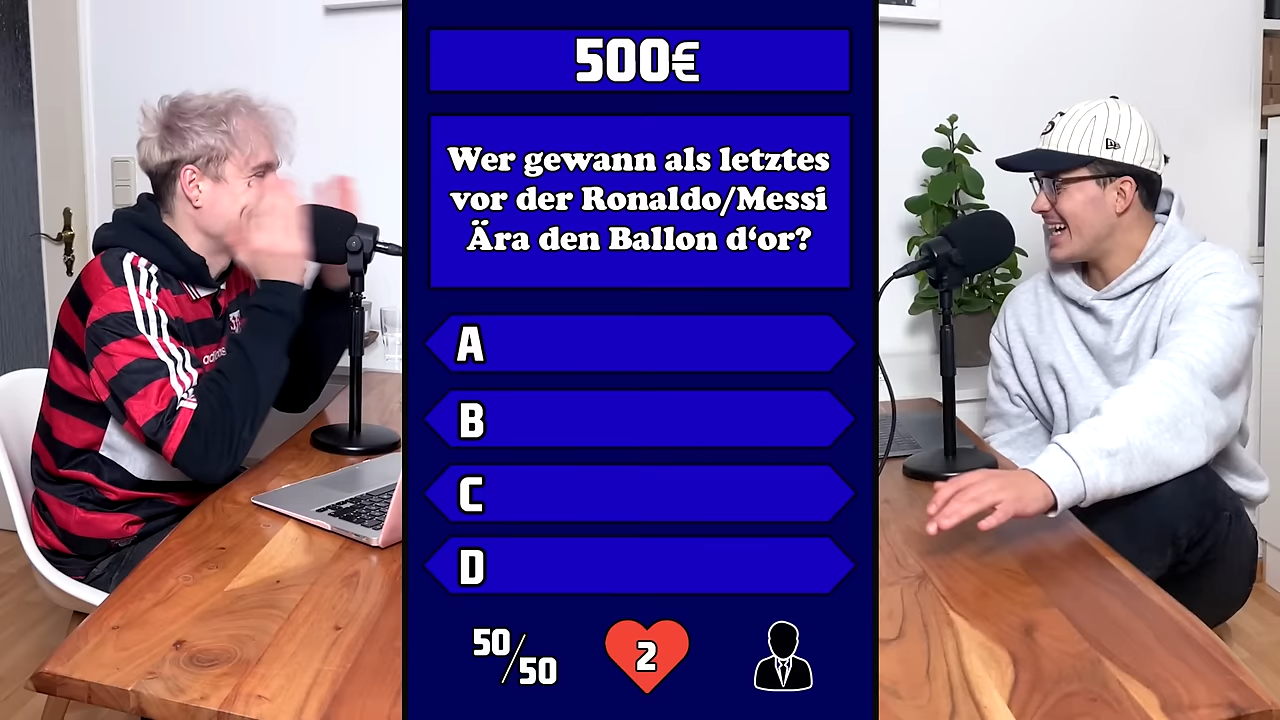 500€
Wer gewann als letztes
vor der Ronaldo/Messi
Ära den Ballon d‘or?
A
B
C
D
50/50
2